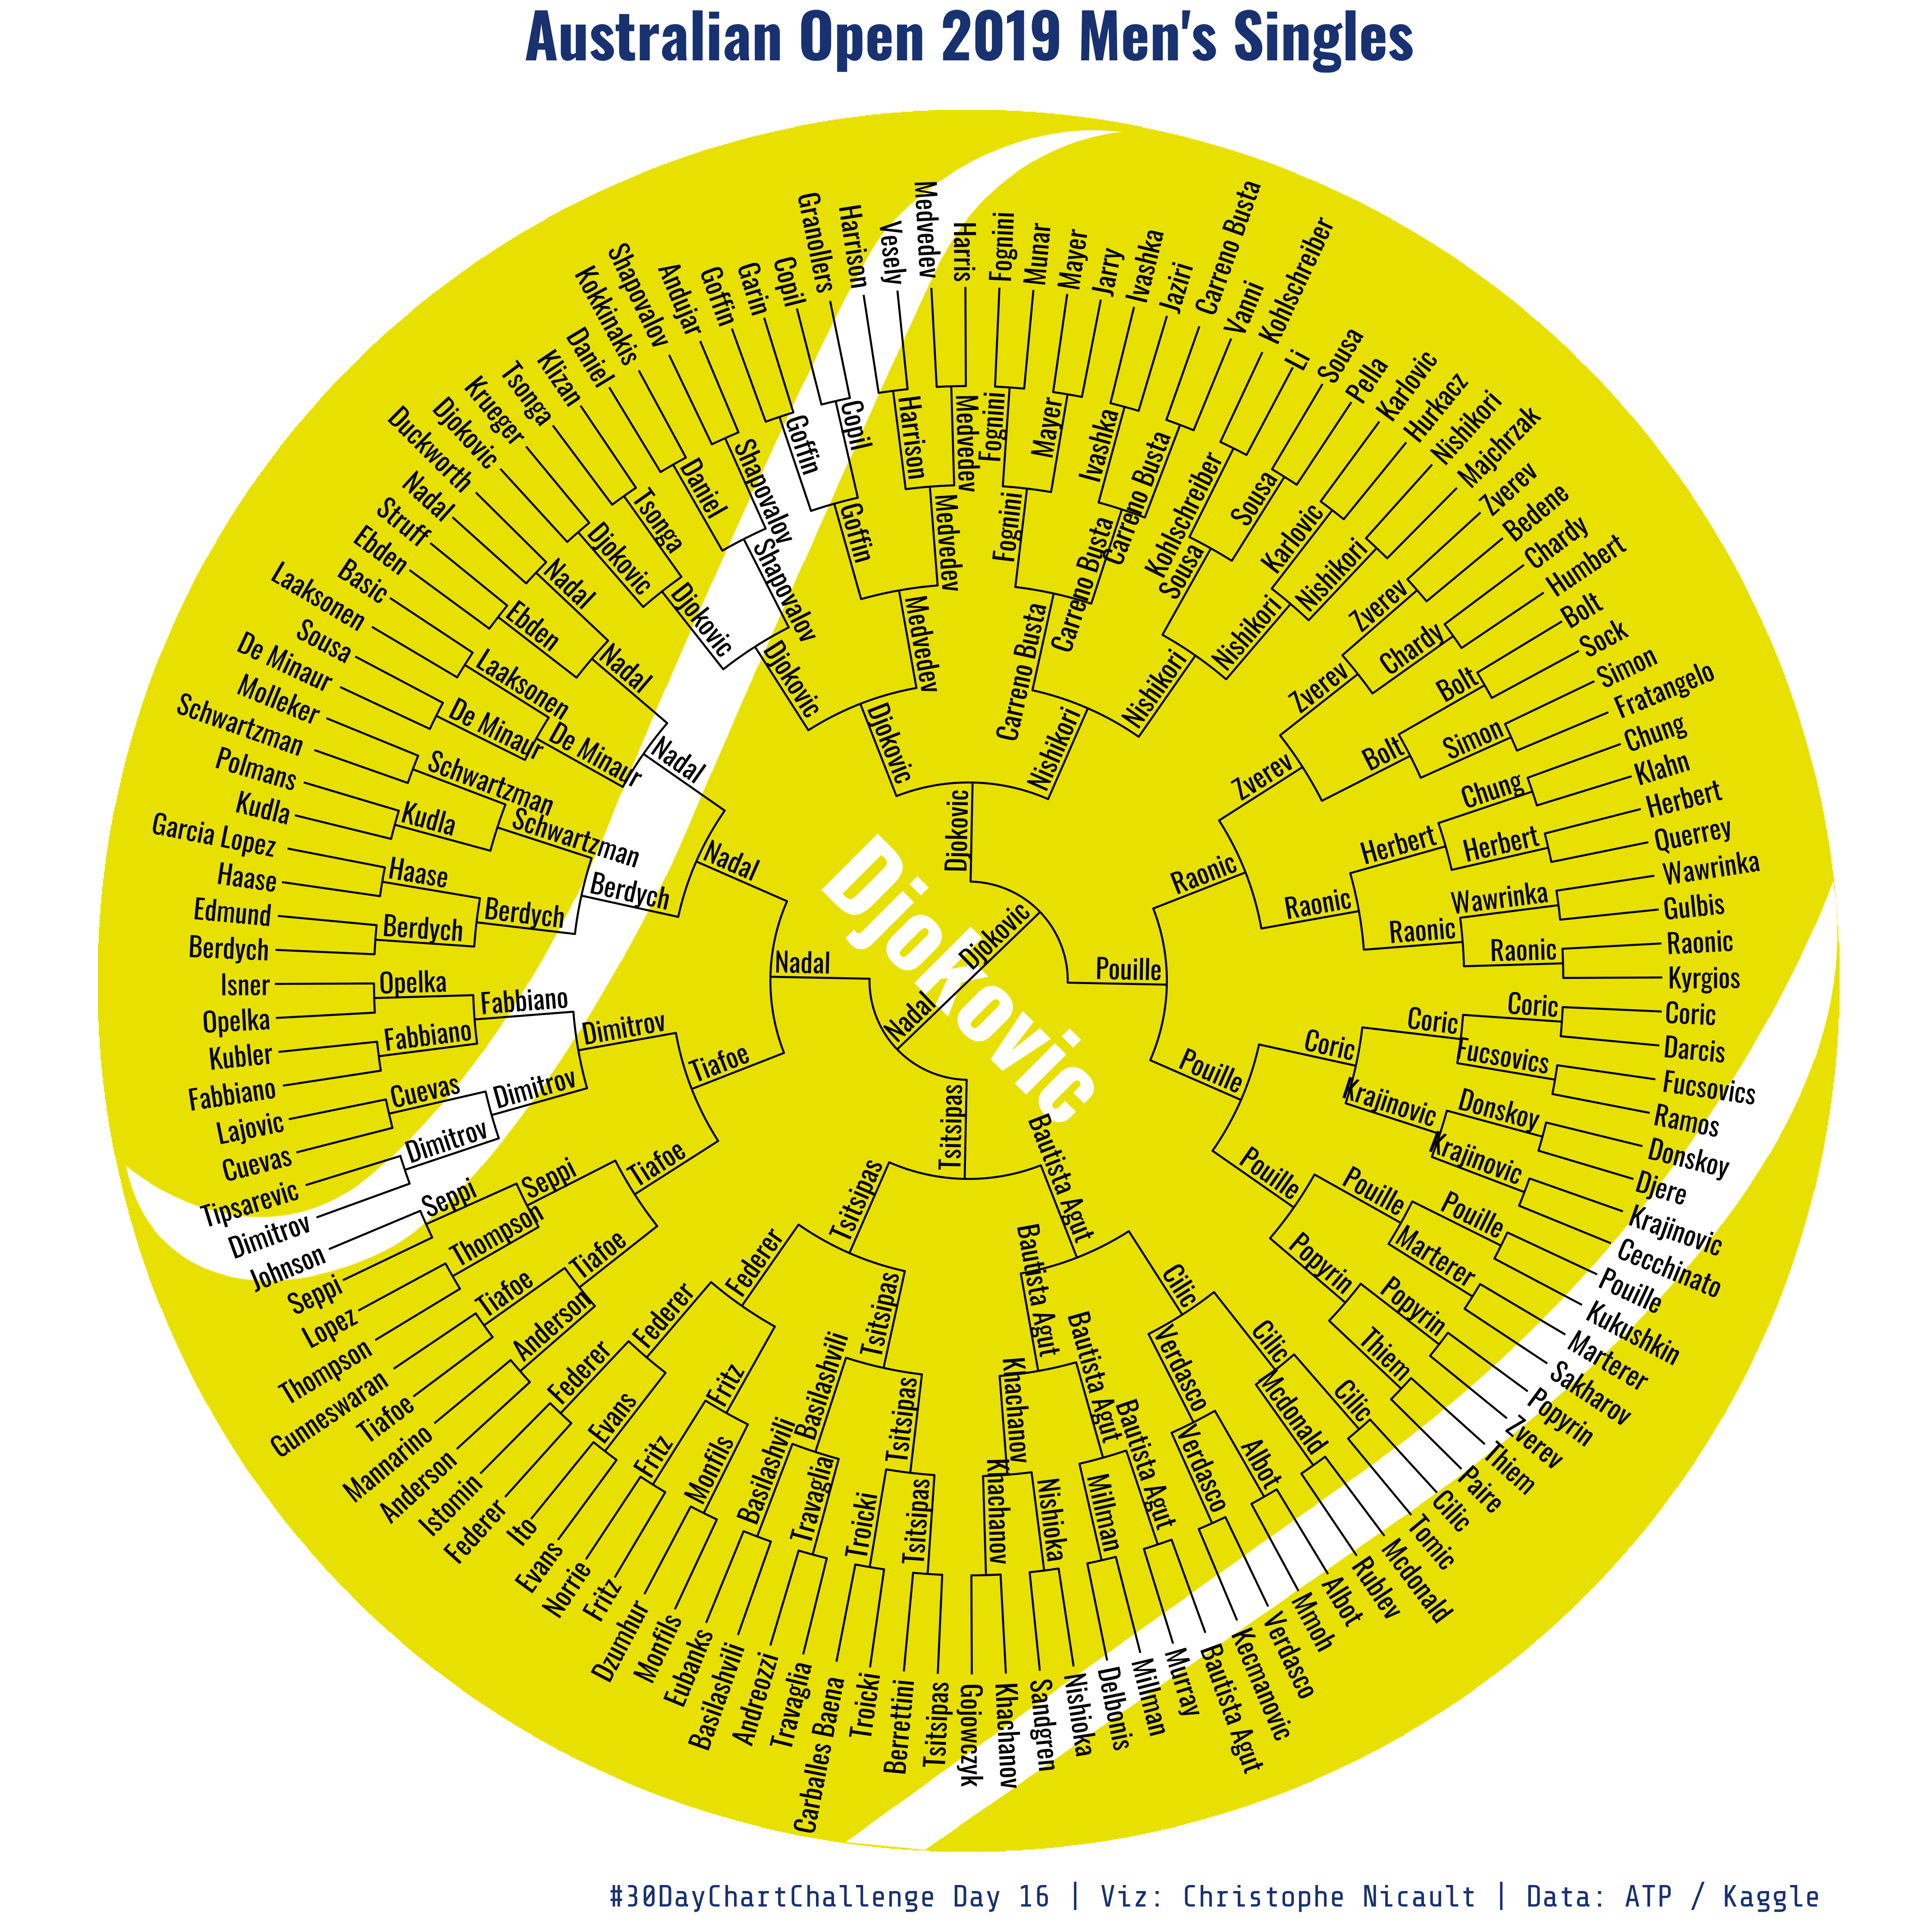 Australian Open 2019 Men's Singles
Fognini
Munar
Mayer
Jarry
Ivashka
Jaziri
Carreno Busta
Vanni
Kohlschreiber
Li
Sousa
Pella
Karlovic
Hurkacz
Nishikori
Majchrzak
Zverev
Bedene
Chardy
Humbert
Bolt
Sock
Simon
Fratangelo
Chung
Klahn
Herbert
Querrey
Wawrinka
Gulbis
Raonic
Kyrgios
Coric
Darcis
Fucsovics
Ramos
Donskoy
Djere
Krajinovic
Cecchinato
Pouille
Kukushkin
Marterer
Sakharov
Popyrin
Zverev
Thiem
Paire
Cilic
Tomic
Mcdonald
Rublev
Albot
Mmoh
Verdasco
Kecmanovic
Bautista Agut
Murray
Millman
Delbonis
Nishioka
Sandgren
Khachanov
Gojowczyk
Tsitsipas
Berrettini
Troicki
Carballes Baena
Travaglia
Andreozzi
Basilashvili
Eubanks
Monfils
Dzumhur
Fritz
Norrie
Evans
Ito
Federer
Istomin
Anderson
Mannarino
Tiafoe
Gunneswaran
Thompson
Lopez
Seppi
Johnson
Dimitrov
Tipsarevic
Cuevas
Lajovic
Fabbiano
Kubler
Opelka
Isner
Berdych
Edmund
Haase
Garcia Lopez
Kudla
Polmans
Schwartzman
Molleker
De Minaur
Sousa
Laaksonen
Basic
Ebden
Struff
Nadal
Duckworth
Djokovic
Krueger
Tsonga
Klizan
Daniel
Kokkinakis
Shapovalov
Andujar
Goffin
Garin
Copil
Granollers
Harrison
Vesely
Medvedev
Harris
Fognini
Mayer
Ivashka
Carreno Busta
Kohlschreiber
Sousa
Karlovic
Nishikori
Zverev
Chardy
Bolt
Simon
Chung
Herbert
Wawrinka
Raonic
Coric
Fucsovics
Donskoy
Krajinovic
Pouille
Marterer
Popyrin
Thiem
Cilic
Mcdonald
Albot
Verdasco
Bautista Agut
Millman
Nishioka
Khachanov
Tsitsipas
Troicki
Travaglia
Basilashvili
Monfils
Fritz
Evans
Federer
Anderson
Tiafoe
Thompson
Seppi
Dimitrov
Cuevas
Fabbiano
Opelka
Berdych
Haase
Kudla
Schwartzman
De Minaur
Laaksonen
Ebden
Nadal
Djokovic
Tsonga
Daniel
Shapovalov
Goffin
Copil
Harrison
Medvedev
Fognini
Carreno Busta
Sousa
Nishikori
Zverev
Bolt
Herbert
Raonic
Coric
Krajinovic
Pouille
Popyrin
Cilic
Verdasco
Bautista Agut
Khachanov
Tsitsipas
Basilashvili
Fritz
Federer
Tiafoe
Seppi
Dimitrov
Fabbiano
Berdych
Schwartzman
De Minaur
Nadal
Djokovic
Shapovalov
Goffin
Medvedev
Carreno Busta
Nishikori
Zverev
Raonic
Coric
Pouille
Cilic
Bautista Agut
Tsitsipas
Federer
Tiafoe
Dimitrov
Berdych
Nadal
Djokovic
Medvedev
Nishikori
Raonic
Pouille
Bautista Agut
Tsitsipas
Tiafoe
Nadal
Djokovic
Pouille
Tsitsipas
Nadal
Djokovic
Djokovic
Nadal
Djokovic
#30DayChartChallenge Day 16 | Viz: Christophe Nicault | Data: ATP / Kaggle